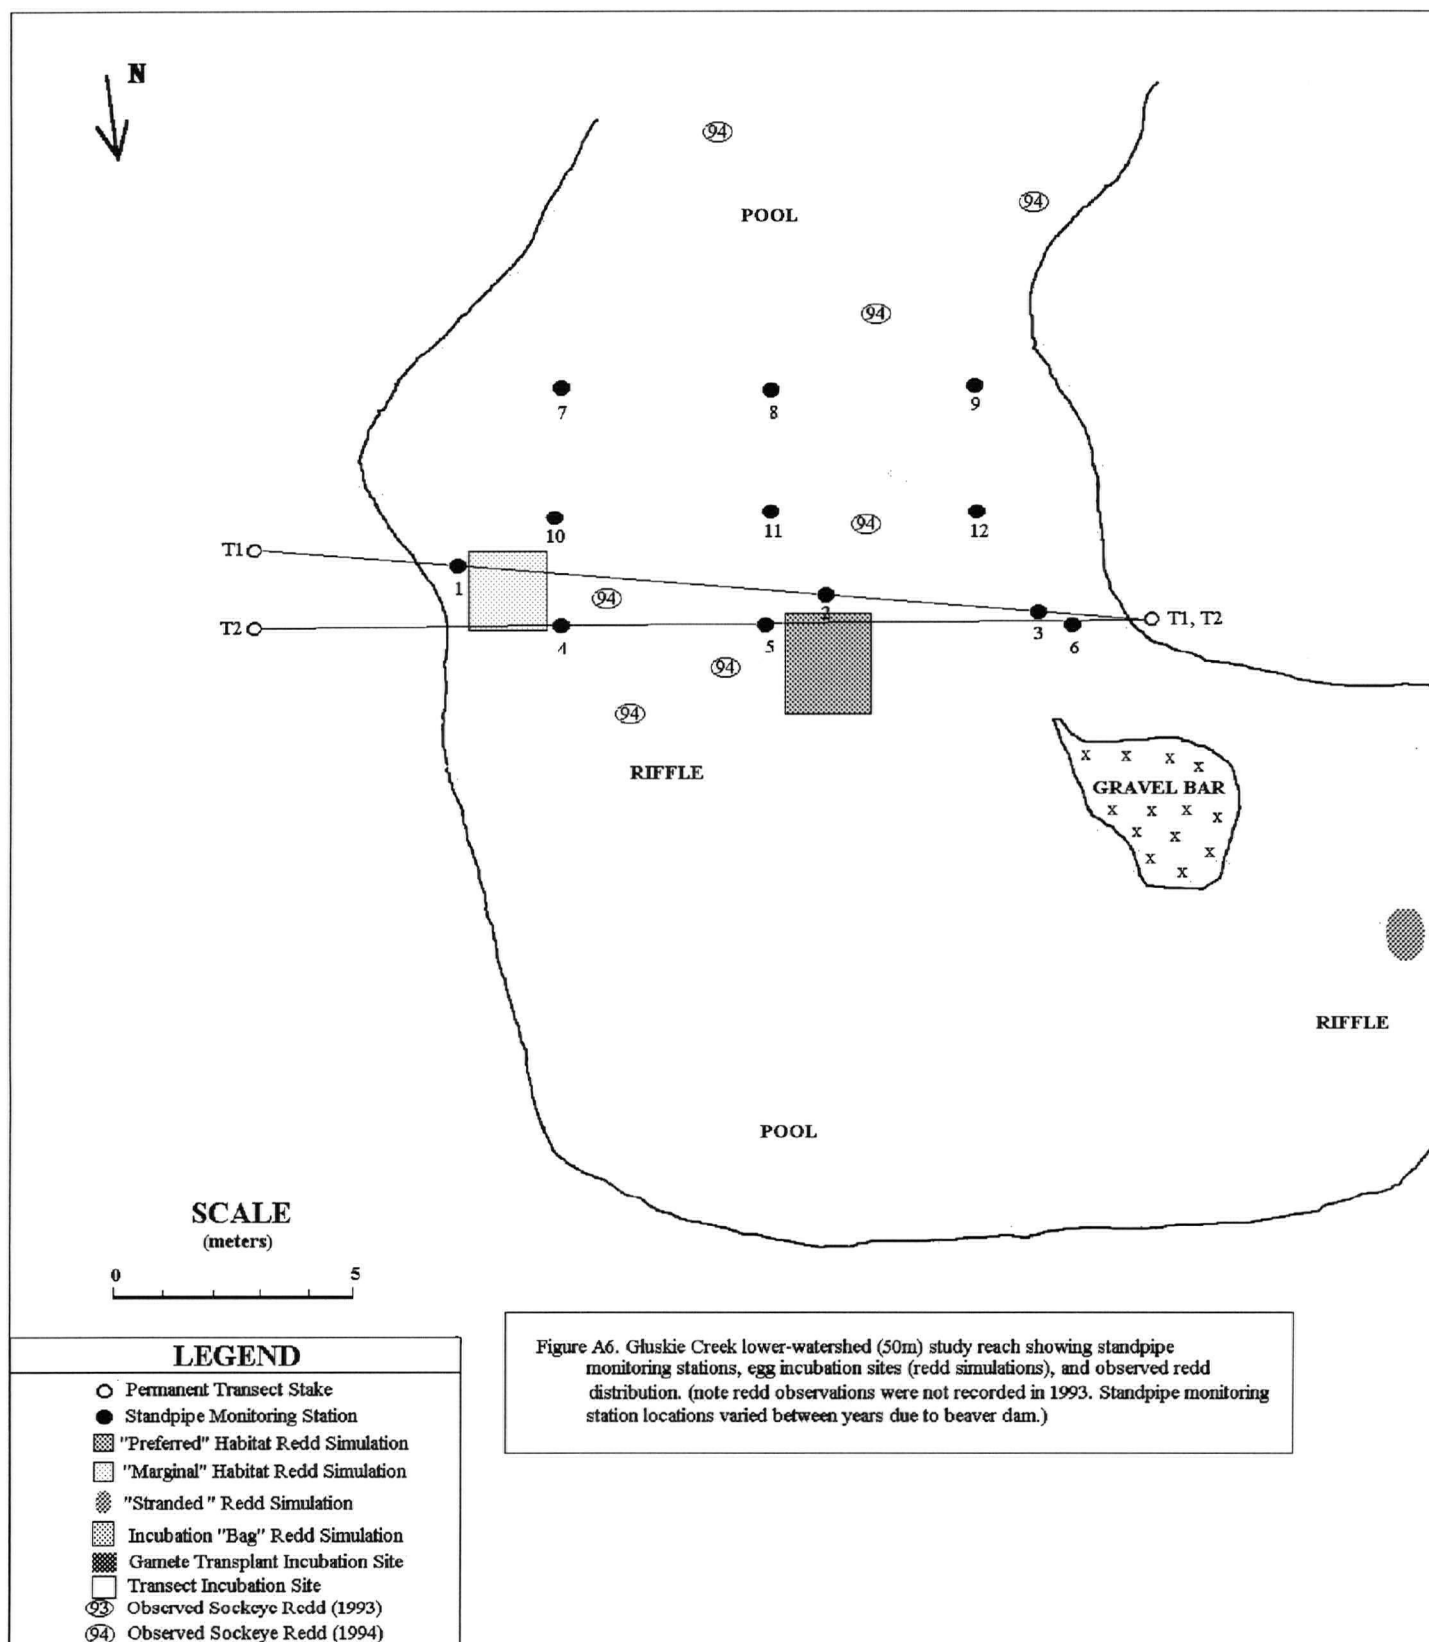 N
94
94
POOL
94
7
8
9
94
10
11
12
T1
1
94
2
3
T1, T2
T2
4
5
6
94
94
RIFFLE
x x x x
GRAVEL BAR
x x x x
x x
x x
x
RIFFLE
POOL
SCALE
(meters)
0 5
LEGEND
Permanent Transect Stake
Standpipe Monitoring Station
"Preferred" Habitat Redd Simulation
"Marginal" Habitat Redd Simulation
"Stranded" Redd Simulation
Incubation "Bag" Redd Simulation
Gamete Transplant Incubation Site
Transect Incubation Site
93 Observed Sockeye Redd (1993)
94 Observed Sockeye Redd (1994)
Figure A6. Gluskie Creek lower-watershed (50m) study reach showing standpipe
monitoring stations, egg incubation sites (redd simulations), and observed redd
distribution. (note redd observations were not recorded in 1993. Standpipe monitoring
station locations varied between years due to beaver dam.)